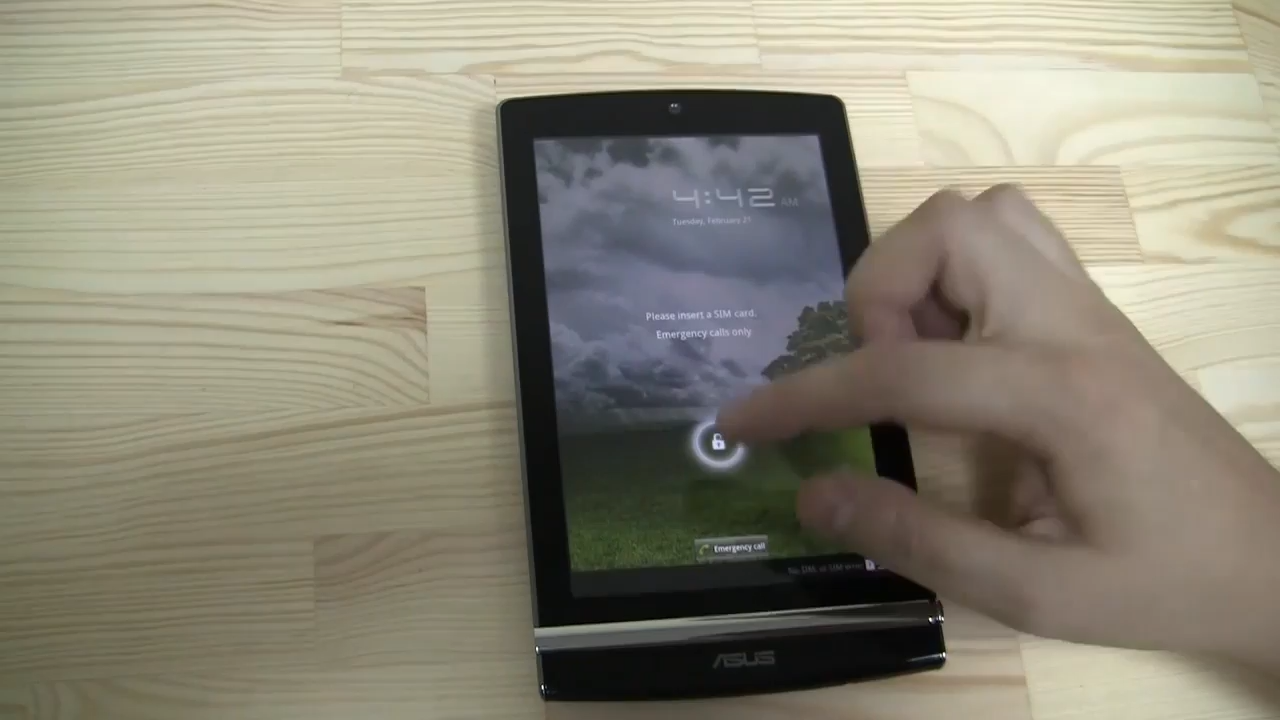 4:42 AM
Tuesday, February 21
Please insert a SIM card.
Emergency calls only
Emergency call
ASUS